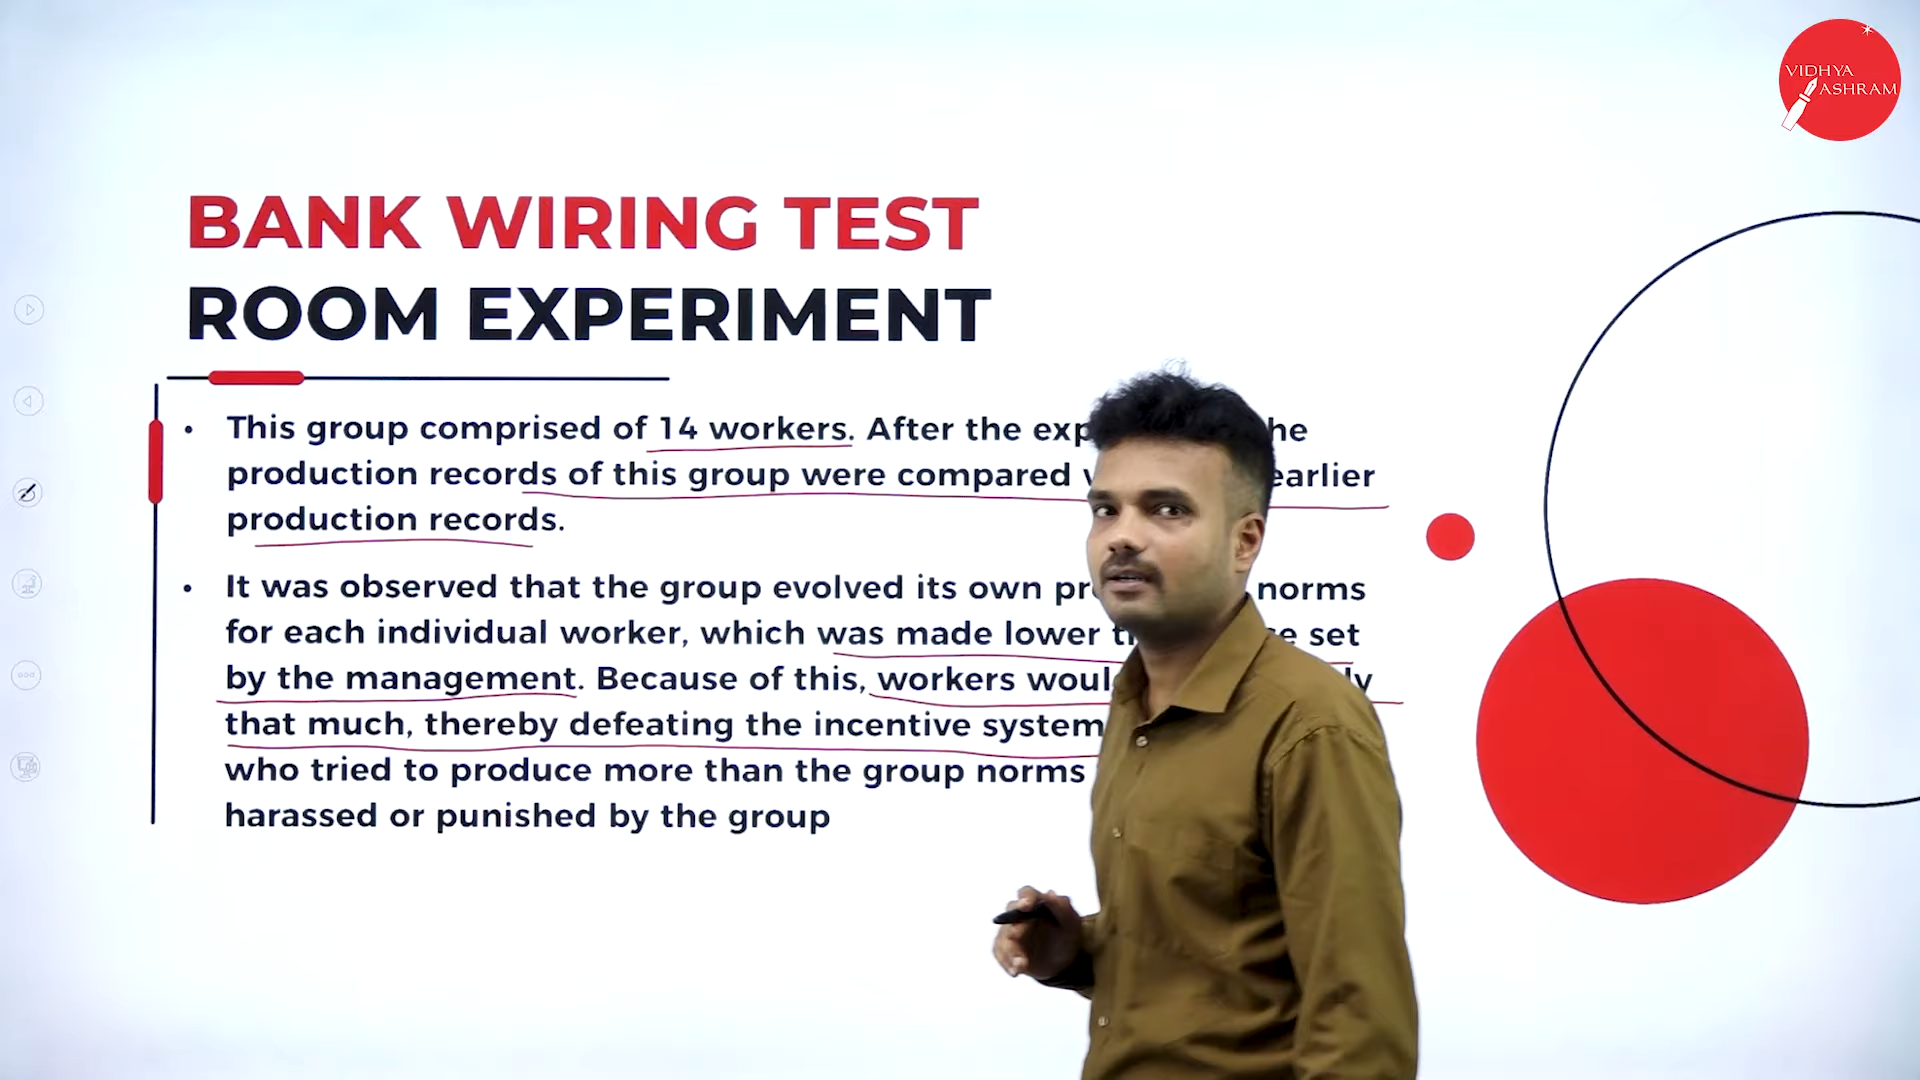 VIDHYA
ASHRAM
BANK WIRING TEST
ROOM EXPERIMENT
• This group comprised of 14 workers. After the
production records of this group were compared earlier
production records.
• It was observed that the group evolved its own norms
for each individual worker, which was made lower set
by the management. Because of this, workers
that much, thereby defeating the incentive system
who tried to produce more than the group norms
harassed or punished by the group